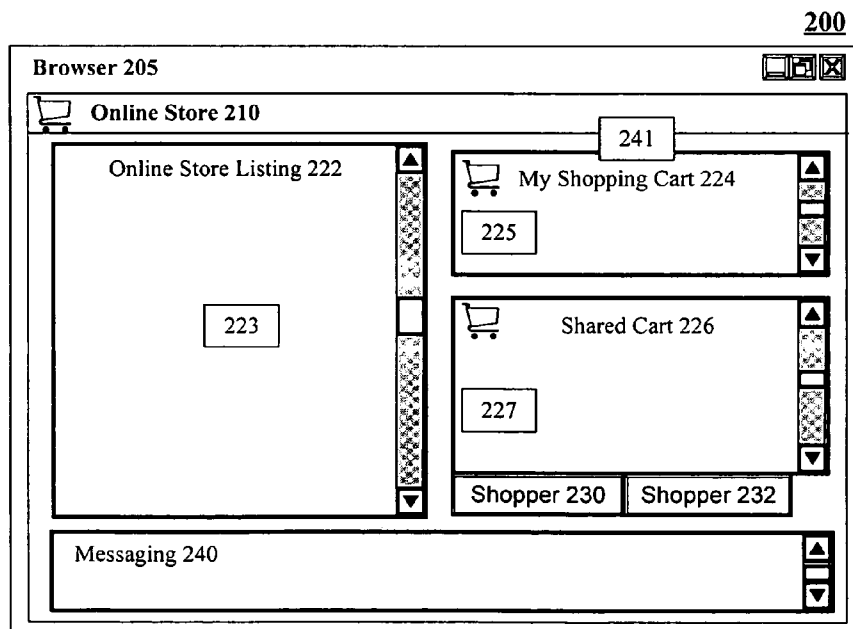 200
Browser 205
Online Store 210
241
Online Store Listing 222
My Shopping Cart 224
225
223
Shared Cart 226
227
Shopper 230
Shopper 232
Messaging 240